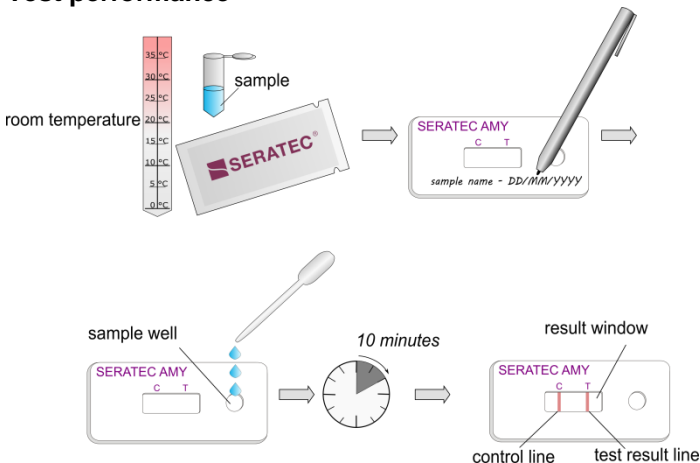 Test performance
35 °C
30 °C
25 °C
20 °C
15 °C
10 °C
5 °C
0 °C
room temperature
sample
SERATEC®
SERATEC AMY
C T
sample name - DD/MM/YYYY
sample well
SERATEC AMY
C T
10 minutes
result window
SERATEC AMY
C T
control line
test result line